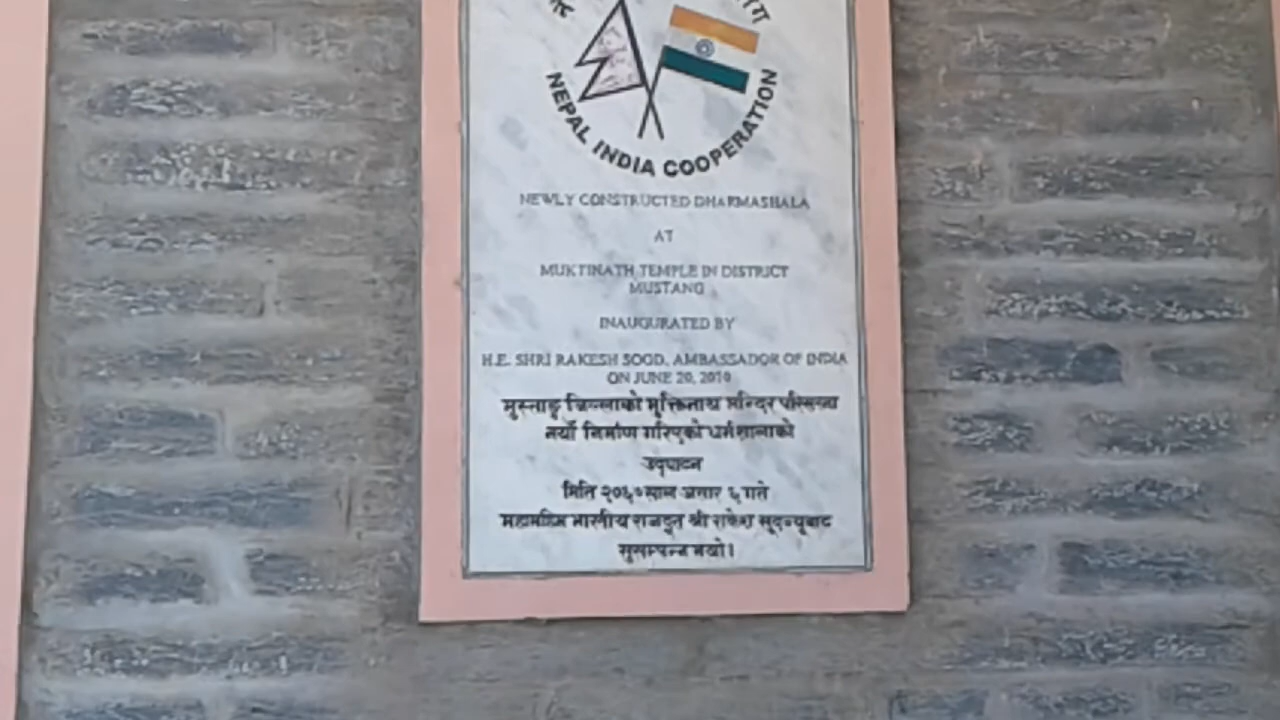 NEPAL INDIA COOPERATION
NEWLY CONSTRUCTED DHARMASHALA
AT
MUKTINATH TEMPLE IN DISTRICT
MUSTANG
INAUGURATED BY
H.E. SHRI RAKESH SOOD, AMBASSADOR OF INDIA
ON JUNE 20, 2010
मुस्ताङ्ग जिल्लाको मुक्तिनाथ मन्दिर परिसरमा
नयाँ निर्माण गरिएको धर्मशालाको
उद्घाटन
मिति साल असार ६ गते
महामहिम भारतीय राजदुत श्री राकेश सूदज्यूबाट
सुसम्पन्न भयो।